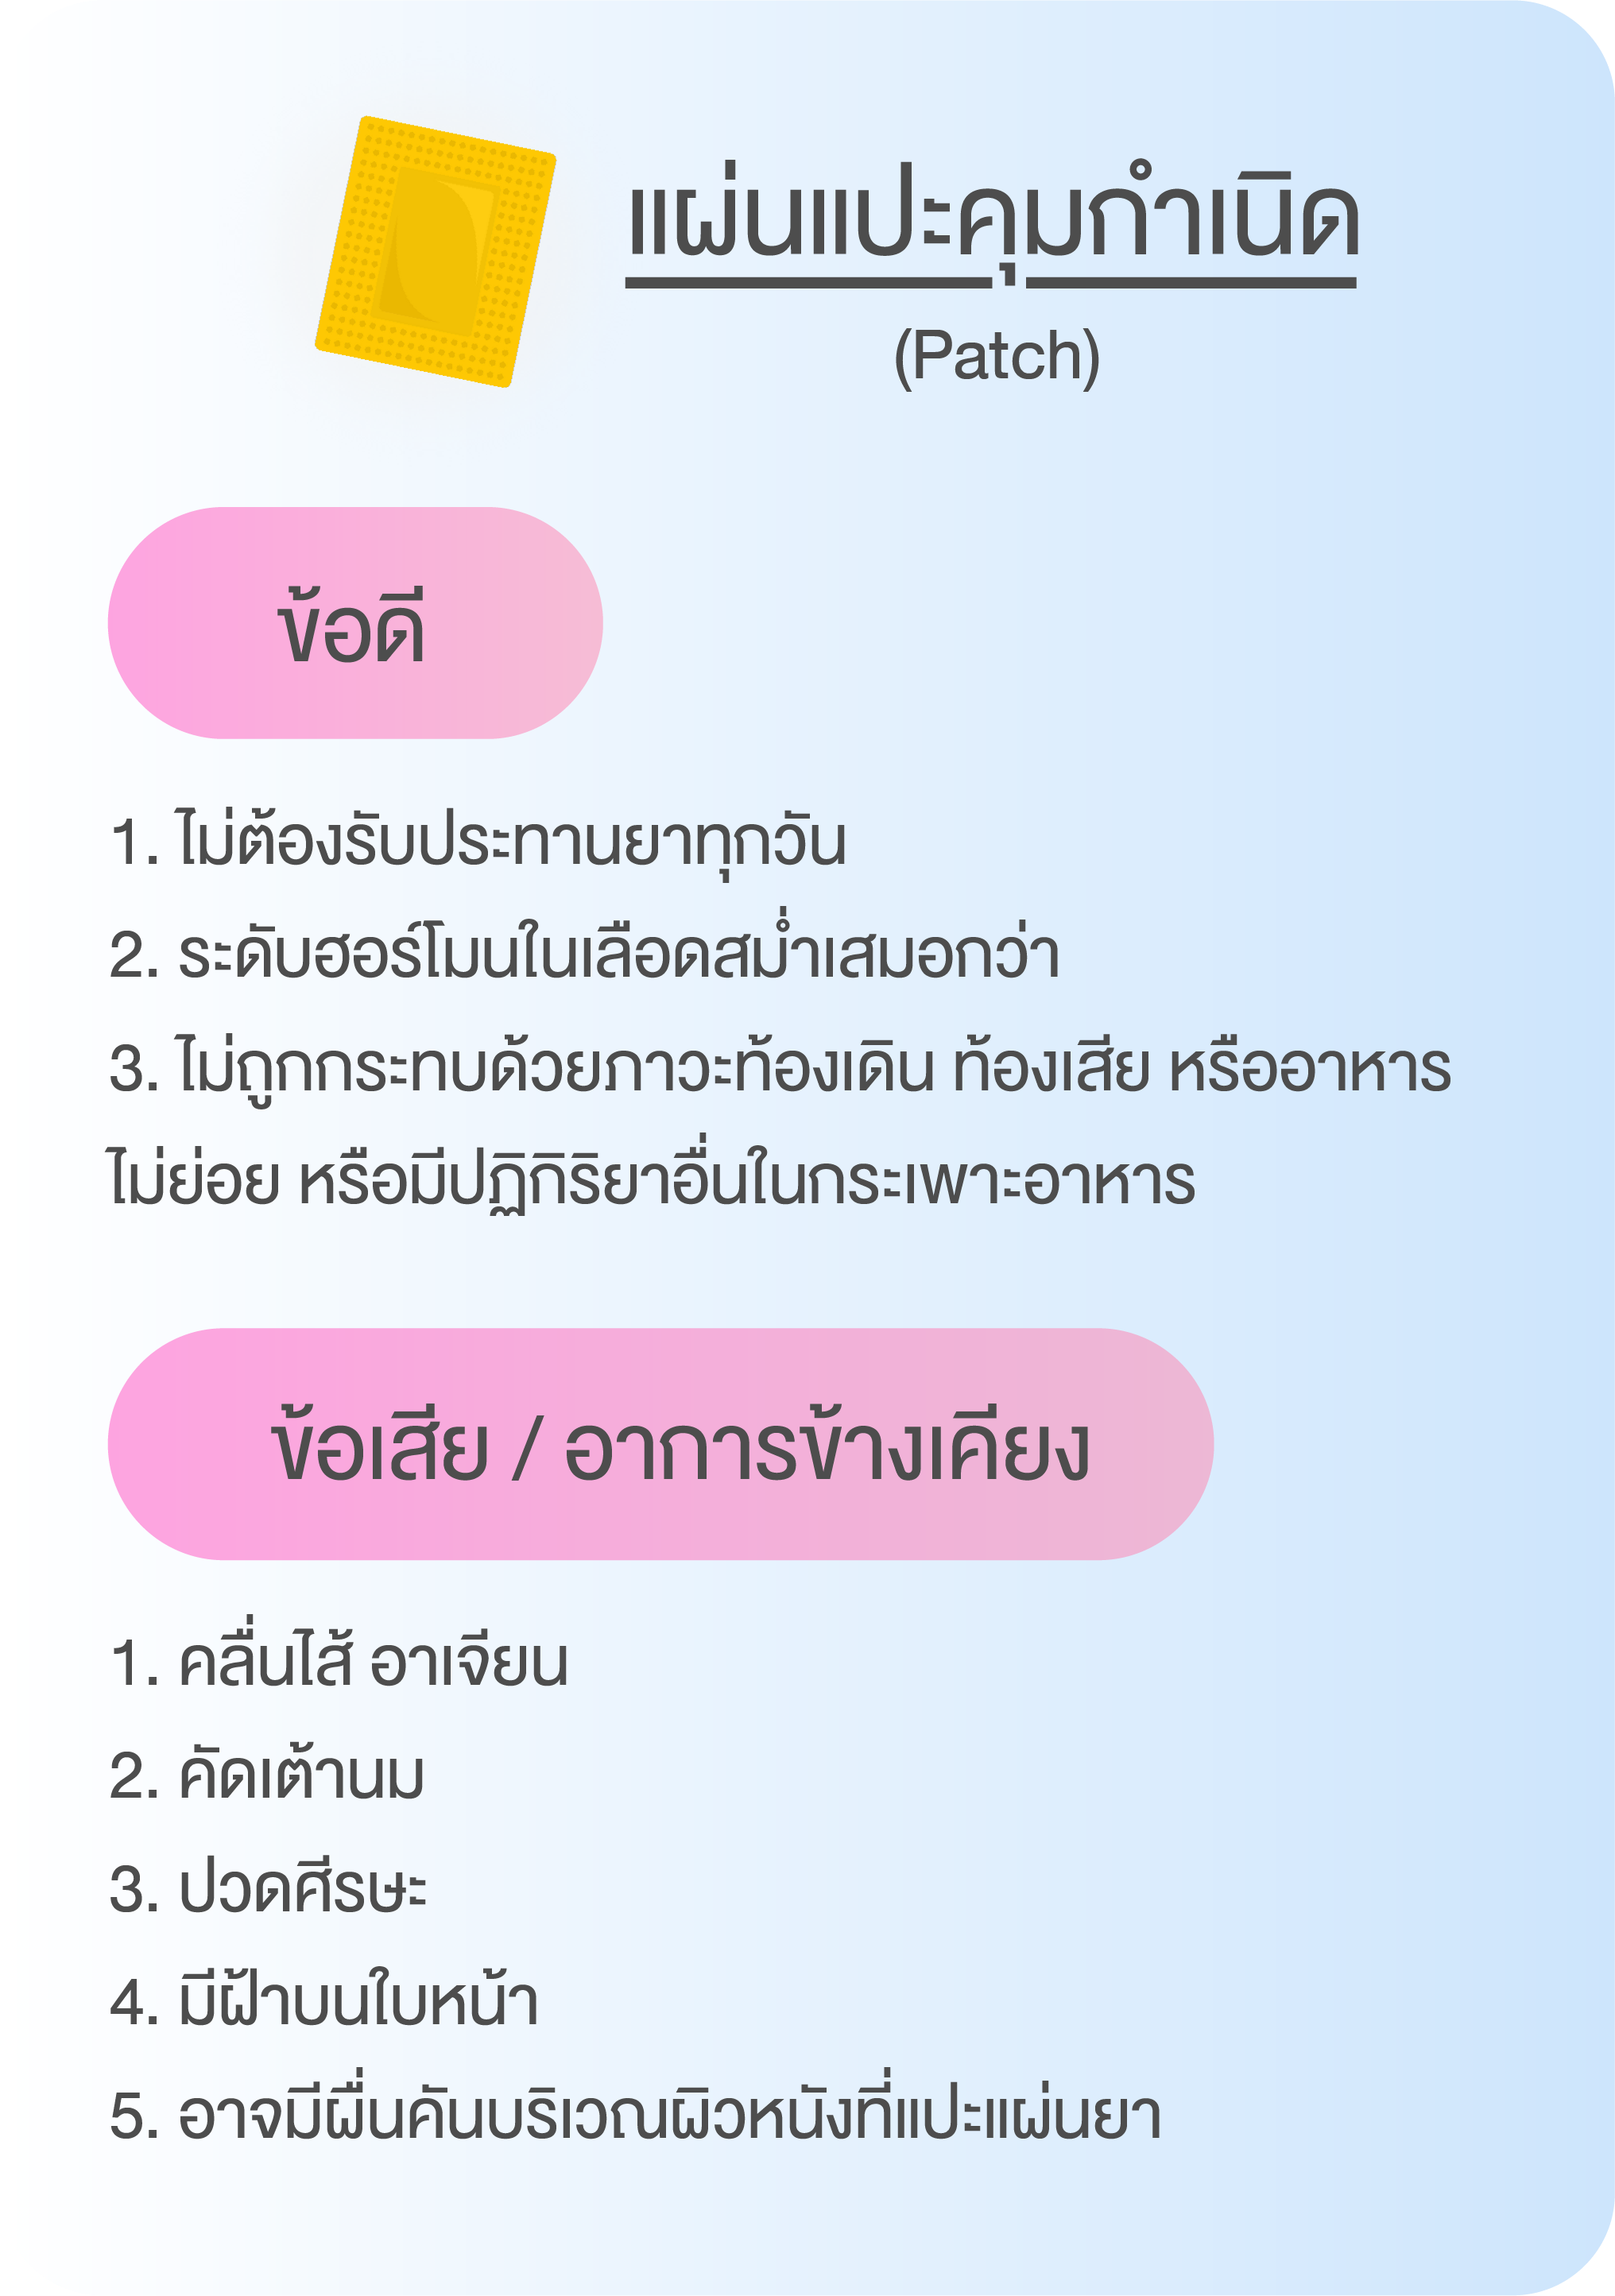 แผ่นแปะคุมกำเนิด
(Patch)
ข้อดี
1. ไม่ต้องรับประทานยาทุกวัน
2. ระดับฮอร์โมนในเลือดสม่ำเสมอกว่า
3. ไม่ถูกกระทบด้วยภาวะท้องเดิน ท้องเสีย หรืออาหาร
ไม่ย่อย หรือมีปฏิกิริยาอื่นในกระเพาะอาหาร
ข้อเสีย / อาการข้างเคียง
1. คลื่นไส้ อาเจียน
2. คัดเต้านม
3. ปวดศีรษะ
4. มีฝ้าบนใบหน้า
5. อาจมีผื่นคันบริเวณผิวหนังที่แปะแผ่นยา